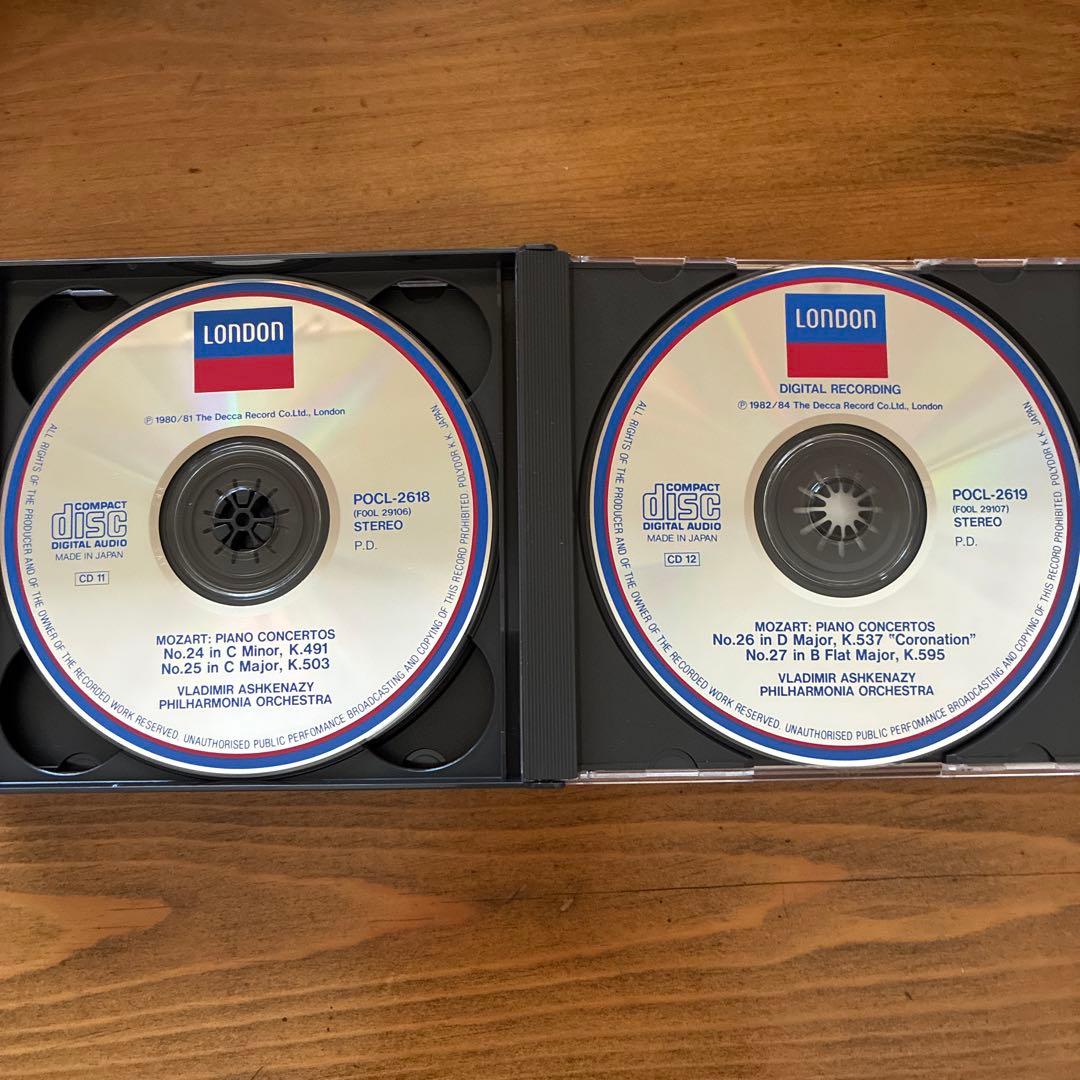 LONDON
℗ 1980/81 The Decca Record Co.Ltd., London
COMPACT
disc
DIGITAL AUDIO
MADE IN JAPAN
CD 11
POCL-2618
(F00L 29106)
STEREO
P.D.
MOZART: PIANO CONCERTOS
No.24 in C Minor, K.491
No.25 in C Major, K.503
VLADIMIR ASHKENAZY
PHILHARMONIA ORCHESTRA
ALL RIGHTS OF THE PRODUCER AND OF THE OWNER OF THE RECORDED WORK RESERVED. UNAUTHORISED PUBLIC PERFOMANCE BROADCASTING AND COPYING OF THIS RECORD PROHIBITED. POLYDOR K.K. JAPAN.
LONDON
DIGITAL RECORDING
℗ 1982/84 The Decca Record Co.Ltd., London
COMPACT
disc
DIGITAL AUDIO
MADE IN JAPAN
CD 12
POCL-2619
(F00L 29107)
STEREO
P.D.
MOZART: PIANO CONCERTOS
No.26 in D Major, K.537 "Coronation"
No.27 in B Flat Major, K.595
VLADIMIR ASHKENAZY
PHILHARMONIA ORCHESTRA
ALL RIGHTS OF THE PRODUCER AND OF THE OWNER OF THE RECORDED WORK RESERVED. UNAUTHORISED PUBLIC PERFOMANCE BROADCASTING AND COPYING OF THIS RECORD PROHIBITED. POLYDOR K.K. JAPAN.